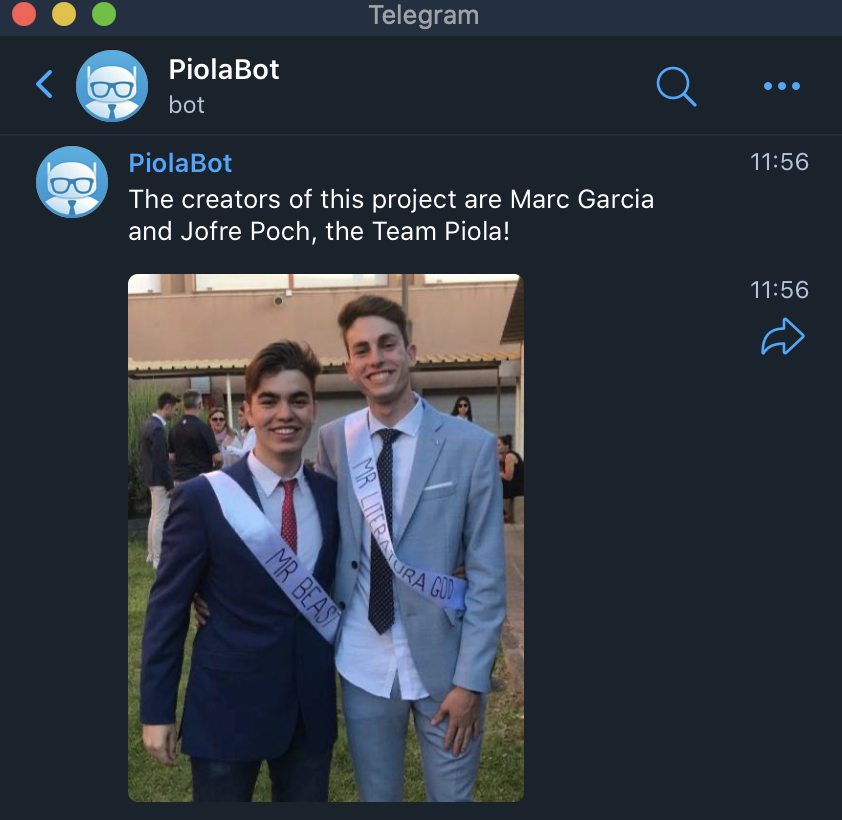 Telegram
PiolaBot
bot
PiolaBot
11:56
The creators of this project are Marc Garcia
and Jofre Poch, the Team Piola!
11:56
MR BEAST
MR LITERATURA GOD